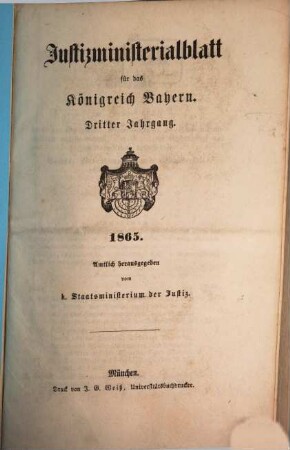 Justizministerialblatt
für das
Königreich Bayern.
Dritter Jahrgang.
1865.
Amtlich herausgegeben
vom
k. Staatsministerium der Justiz.
München.
Druck von J. G. Weiß, Universitätsbuchdrucker.